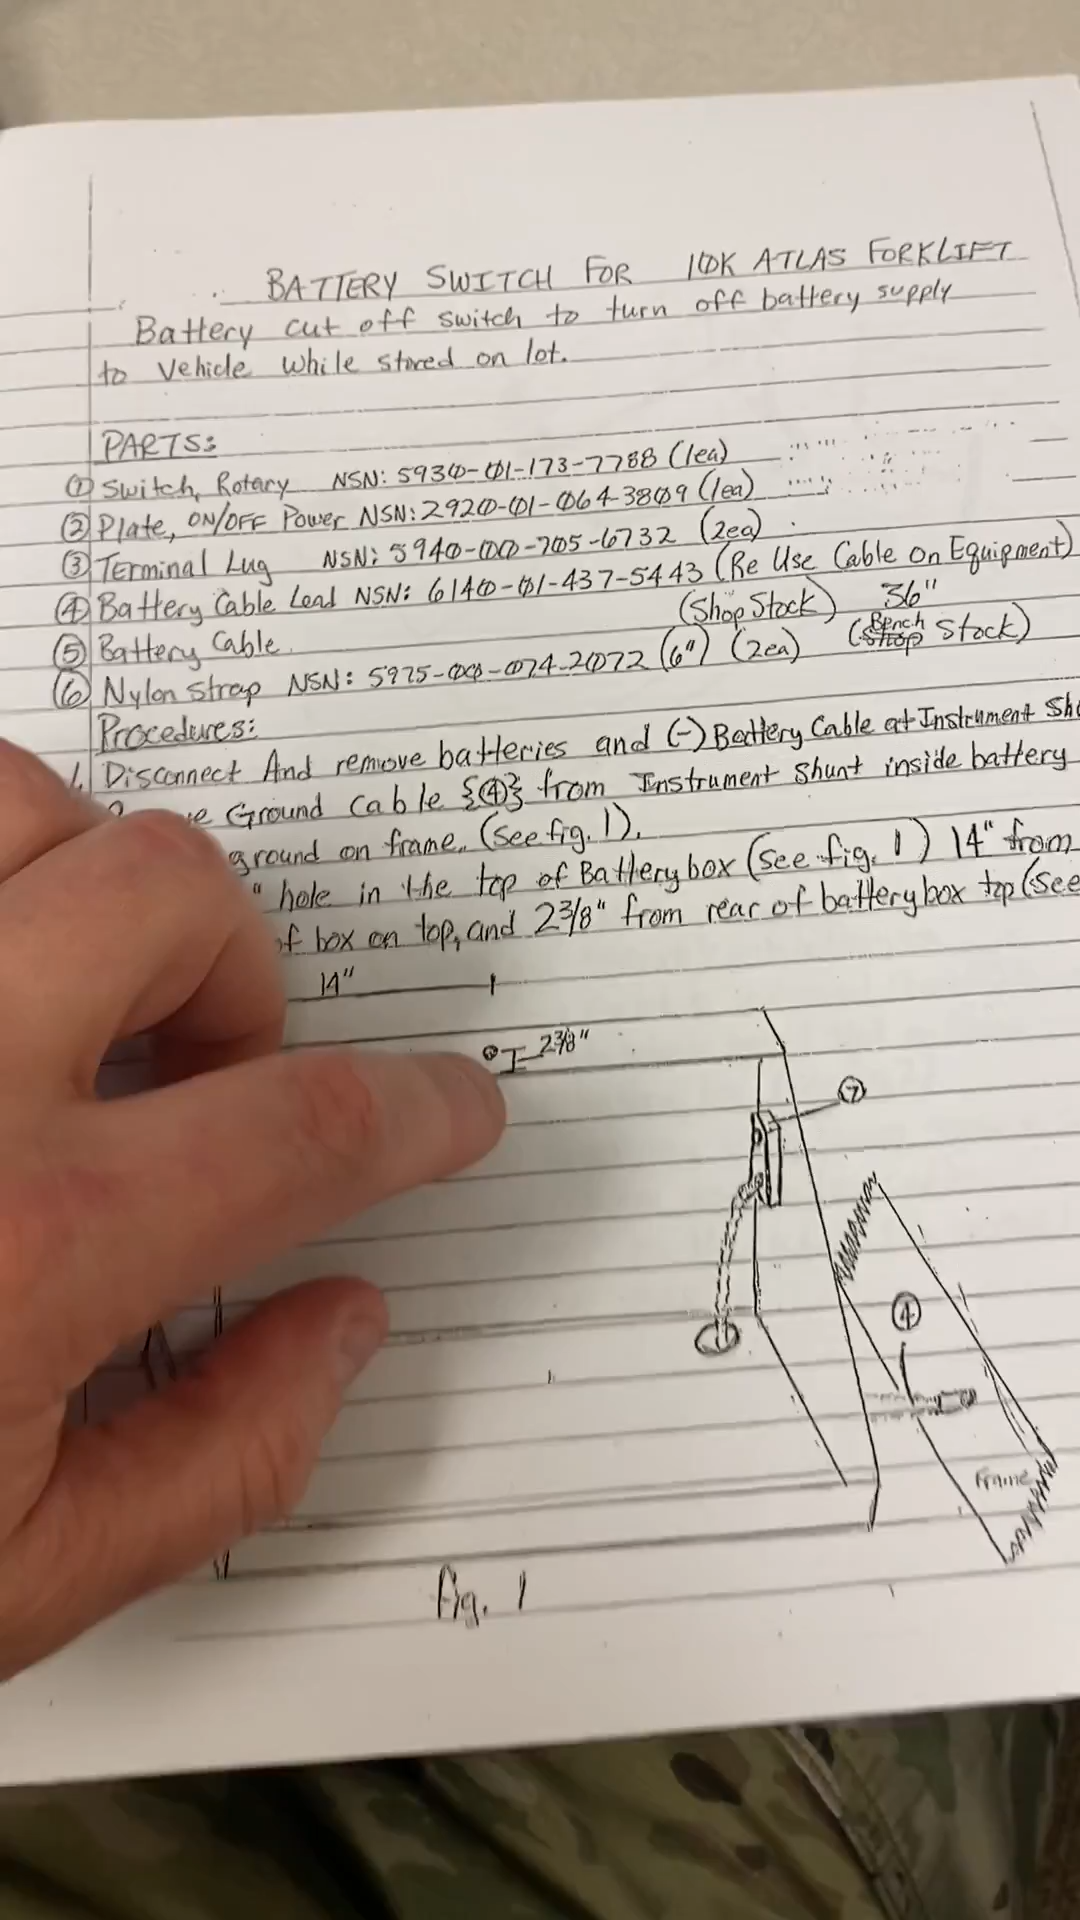 BATTERY SWITCH FOR 10K ATLAS FORKLIFT
Battery cut off switch to turn off battery supply
to vehicle while stored on lot.
PARTS:
① Switch, Rotary NSN: 5930-01-173-7788 (1ea)
② Plate, ON/OFF Power NSN: 2920-01-064-3809 (1ea)
③ Terminal Lug NSN: 5940-00-705-6732 (2ea)
④ Battery Cable Lead NSN: 6140-01-437-5443 (Re Use Cable on Equipment)
⑤ Battery Cable (Shop Stock) 36"
⑥ Nylon Strap NSN: 5975-00-074-2072 (6") (2ea) (Bench Stock)
Procedures:
1. Disconnect And remove batteries and (-) Battery Cable at Instrument
Ground Cable {④} from Instrument Shunt inside battery
ground on frame. (see fig. 1).
" hole in the top of Battery box (see fig. 1) 14" from
of box on top, and 2 3/8" from rear of battery box top (see
14"
2 3/8"
⑦
④
Frame
fig. 1